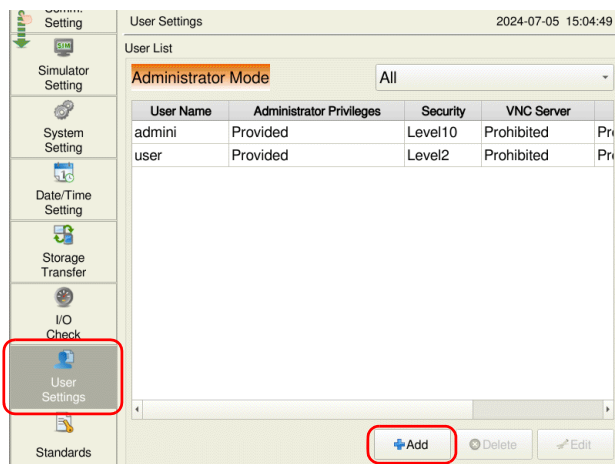 Setting
User Settings
2024-07-05 15:04:49
SIM
Simulator
Setting
User List
Administrator Mode
All
User Name
Administrator Privileges
Security
VNC Server
admini
Provided
Level10
Prohibited
user
Provided
Level2
Prohibited
System
Setting
Date/Time
Setting
Storage
Transfer
I/O
Check
User
Settings
Standards
Add
Delete
Edit